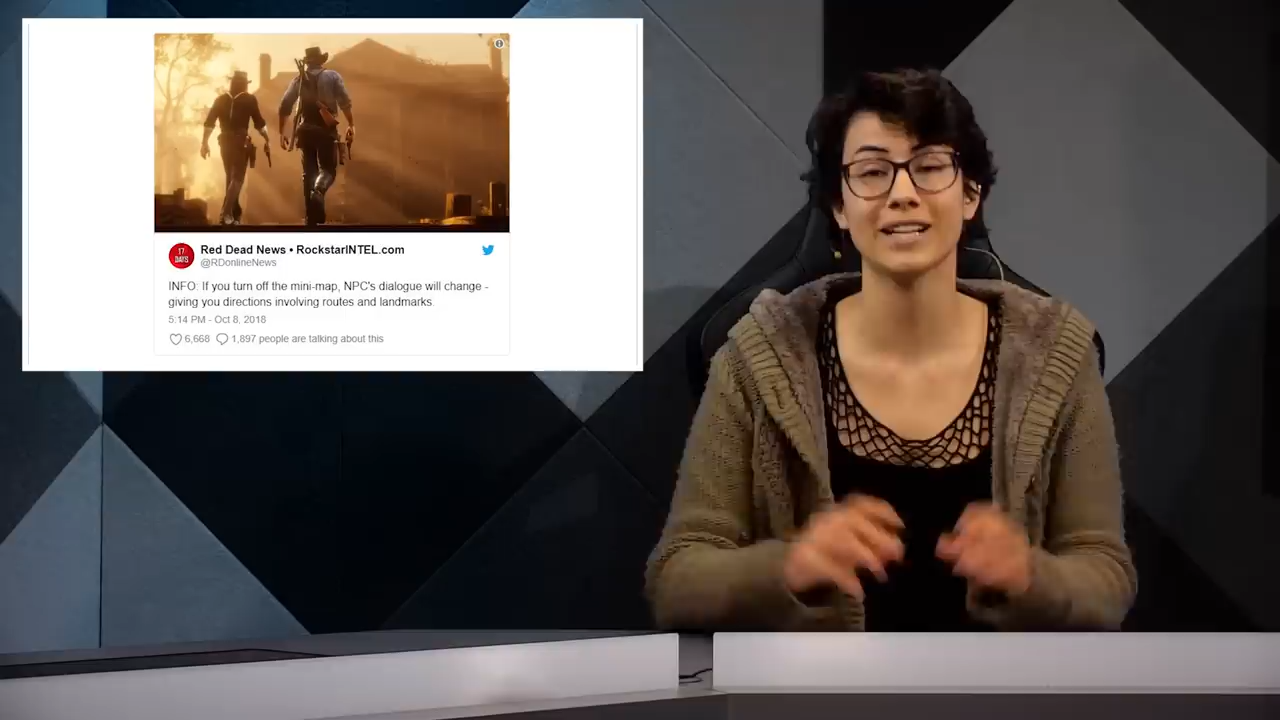 17
DAYS
Red Dead News • RockstarINTEL.com
@RDonlineNews
INFO: If you turn off the mini-map, NPC's dialogue will change -
giving you directions involving routes and landmarks.
5:14 PM - Oct 8, 2018
6,668 1,897 people are talking about this